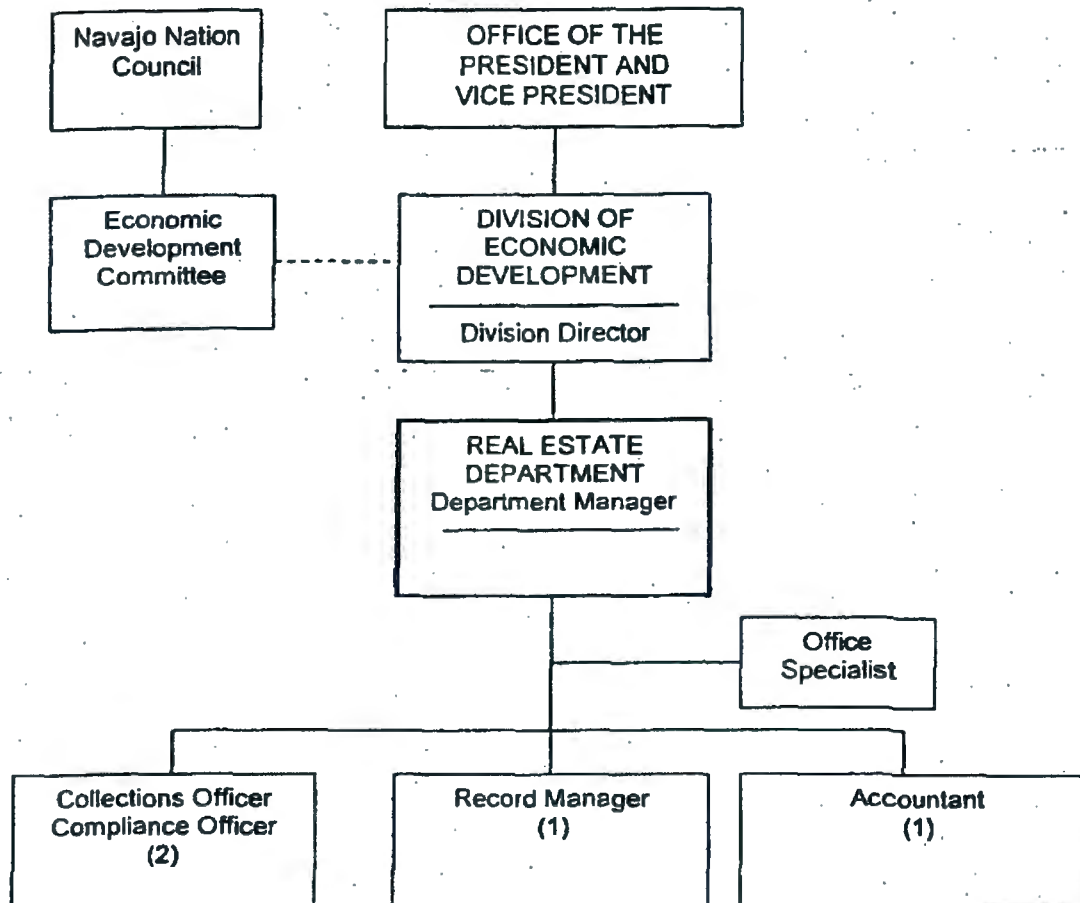 Navajo Nation
Council
OFFICE OF THE
PRESIDENT AND
VICE PRESIDENT
Economic
Development
Committee
DIVISION OF
ECONOMIC
DEVELOPMENT
Division Director
REAL ESTATE
DEPARTMENT
Department Manager
Office
Specialist
Collections Officer
Compliance Officer
(2)
Record Manager
(1)
Accountant
(1)